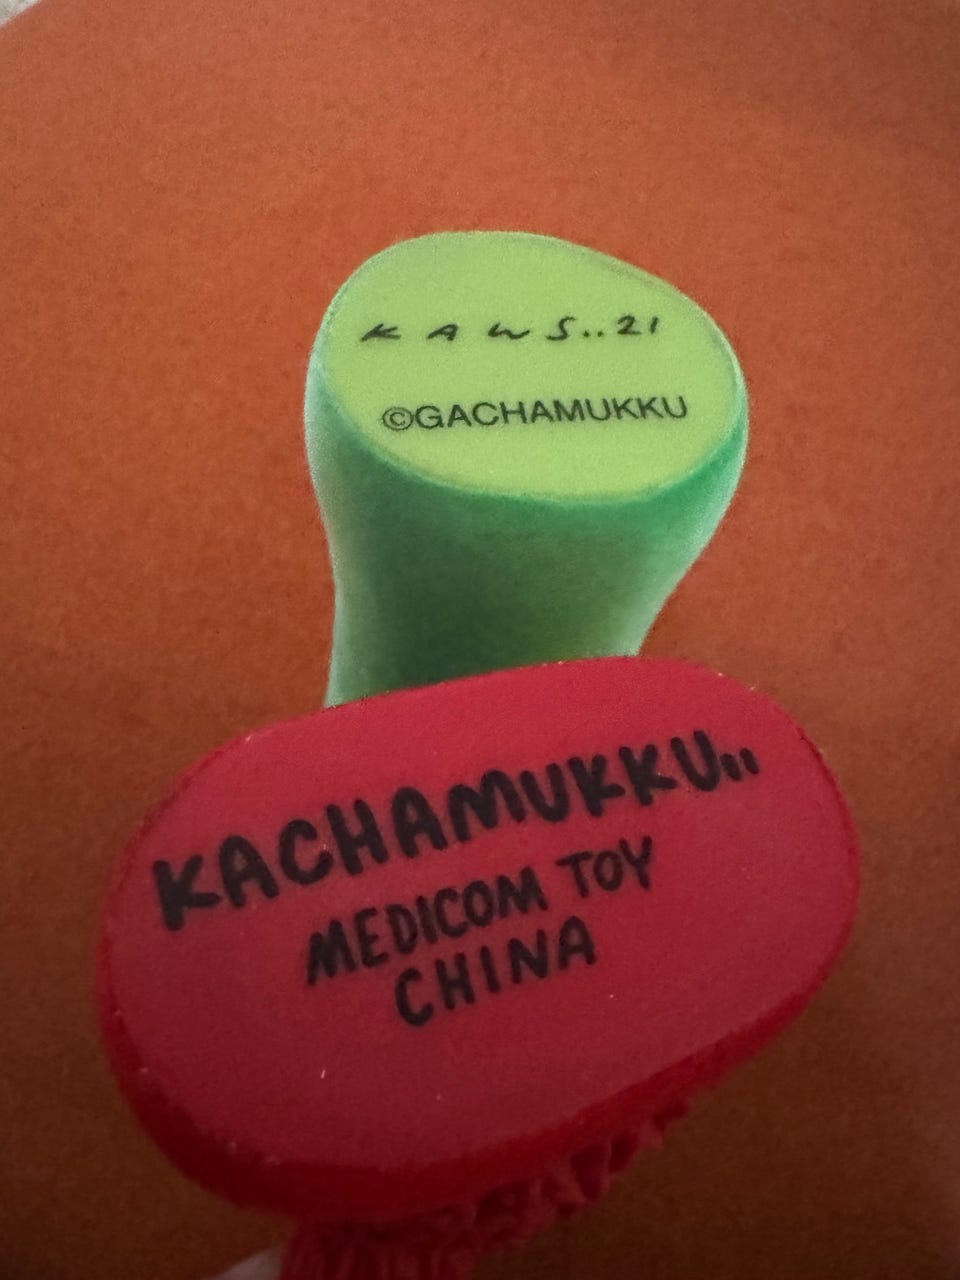 KAWS..21
©GACHAMUKKU
KACHAMUKKU..
MEDICOM TOY
CHINA